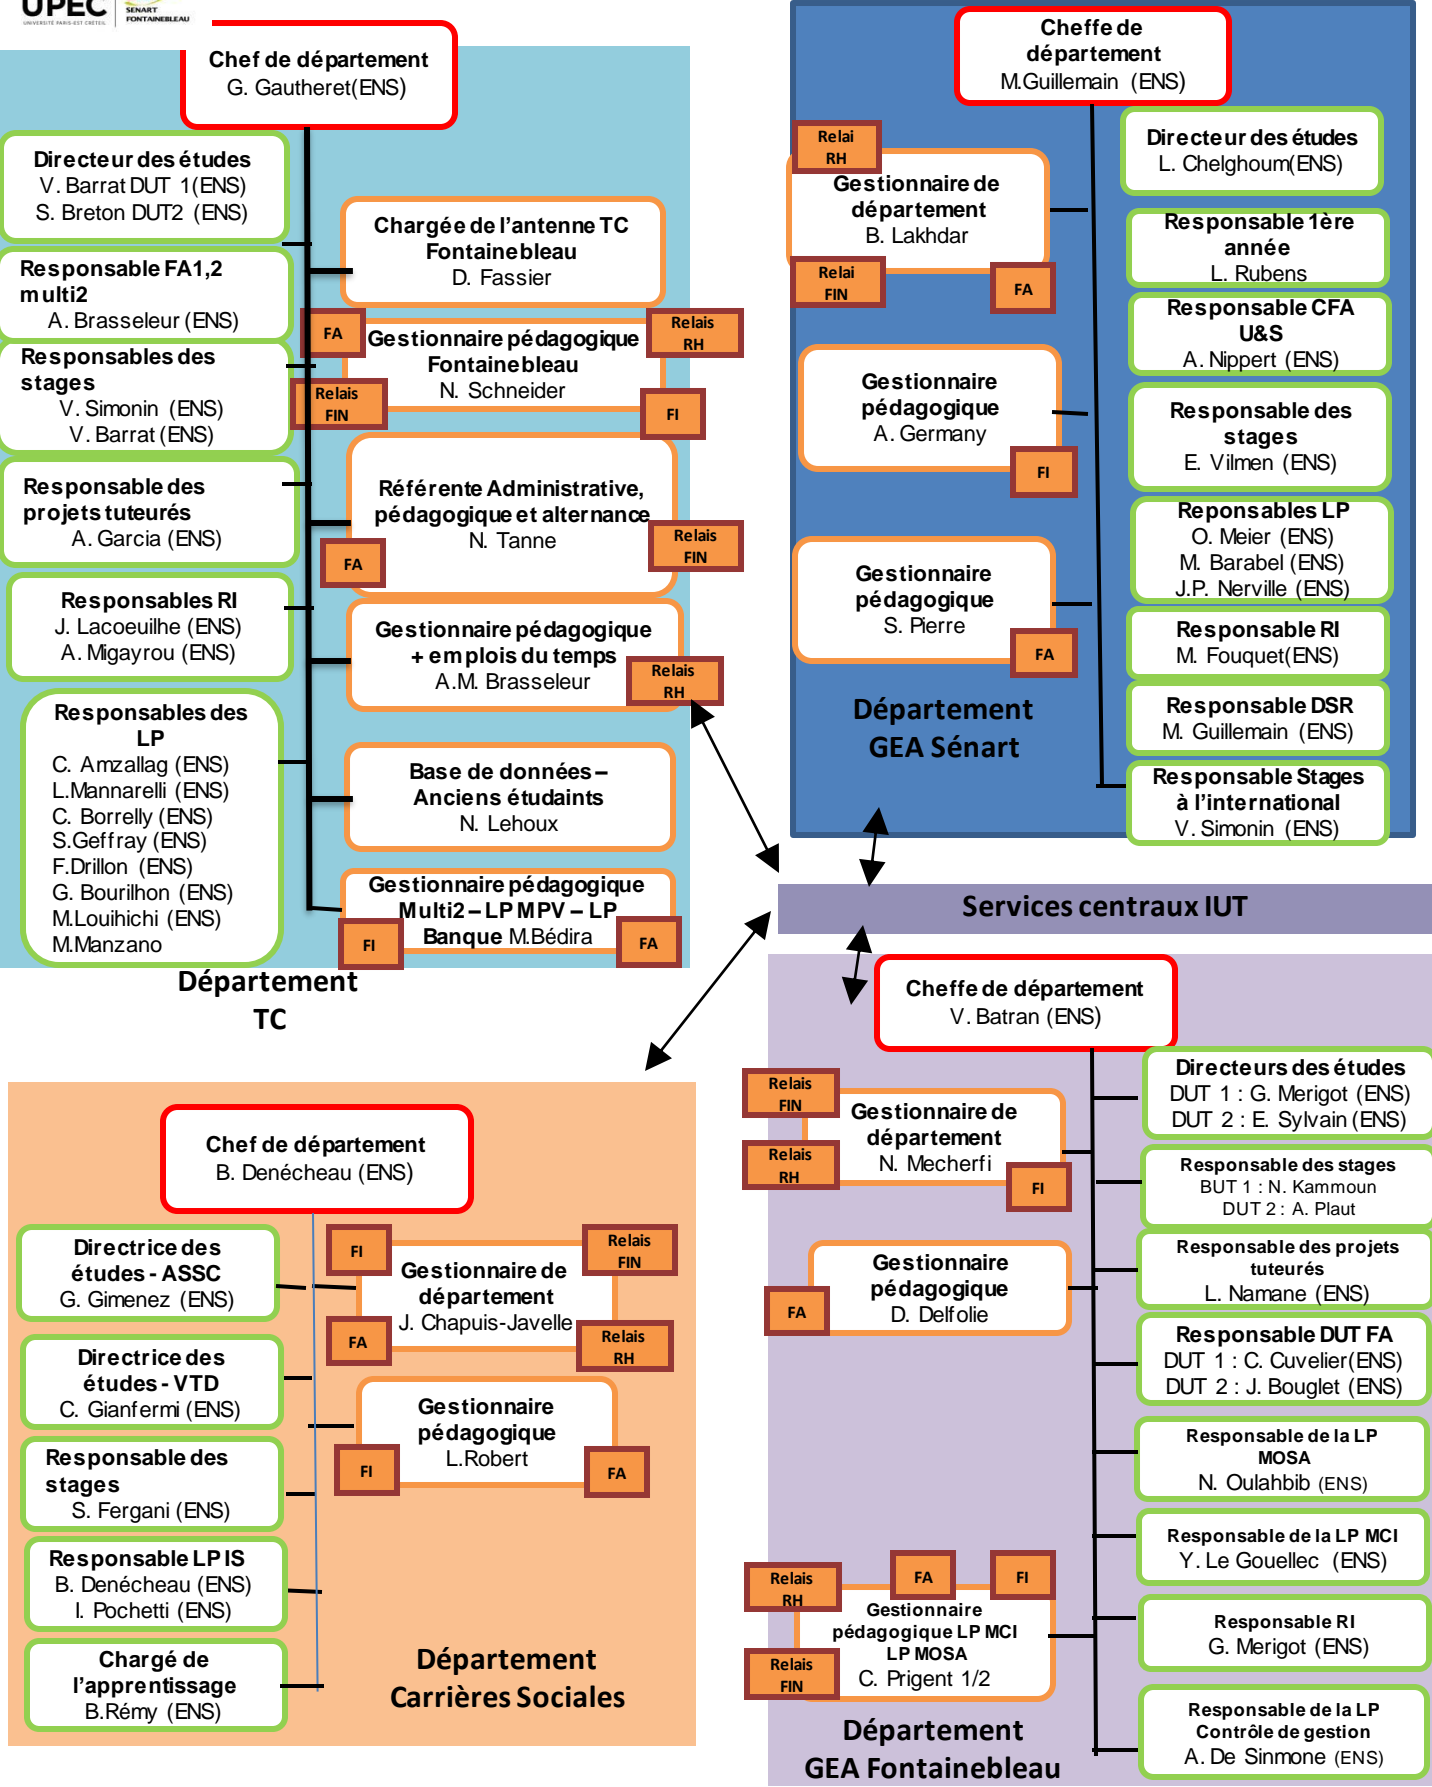 UPEC
UNIVERSITÉ PARIS-EST CRÉTEIL
SENART
FONTAINEBLEAU
Chef de département
G. Gautheret(ENS)
Directeur des études
V. Barrat DUT 1(ENS)
S. Breton DUT2 (ENS)
Responsable FA1,2
multi2
A. Brasseleur (ENS)
Responsables des
stages
V. Simonin (ENS)
V. Barrat (ENS)
Responsable des
projets tuteurés
A. Garcia (ENS)
Responsables RI
J. Lacoeuilhe (ENS)
A. Migayrou (ENS)
Responsables des
LP
C. Amzallag (ENS)
L.Mannarelli (ENS)
C. Borrelly (ENS)
S.Geffray (ENS)
F.Drillon (ENS)
G. Bourilhon (ENS)
M.Louihichi (ENS)
M.Manzano
Chargée de l’antenne TC
Fontainebleau
D. Fassier
FA
Relais
RH
Gestionnaire pédagogique
Fontainebleau
N. Schneider
Relais
FIN
FI
Référente Administrative,
pédagogique et alternance
N. Tanne
FA
Relais
FIN
Gestionnaire pédagogique
+ emplois du temps
A.M. Brasseleur
Relais
RH
Base de données –
Anciens étudaints
N. Lehoux
Gestionnaire pédagogique
Multi2 – LP MPV – LP
Banque M.Bédira
FI
FA
Département
TC
Cheffe de
département
M.Guillemain (ENS)
Relai
RH
Gestionnaire de
département
B. Lakhdar
Relai
FIN
FA
Gestionnaire
pédagogique
A. Germany
FI
Gestionnaire
pédagogique
S. Pierre
FA
Département
GEA Sénart
Directeur des études
L. Chelghoum(ENS)
Responsable 1ère
année
L. Rubens
Responsable CFA
U&S
A. Nippert (ENS)
Responsable des
stages
E. Vilmen (ENS)
Reponsables LP
O. Meier (ENS)
M. Barabel (ENS)
J.P. Nerville (ENS)
Responsable RI
M. Fouquet(ENS)
Responsable DSR
M. Guillemain (ENS)
Responsable Stages
à l’international
V. Simonin (ENS)
Services centraux IUT
Chef de département
B. Denécheau (ENS)
Directrice des
études - ASSC
G. Gimenez (ENS)
Directrice des
études - VTD
C. Gianfermi (ENS)
Responsable des
stages
S. Fergani (ENS)
Responsable LP IS
B. Denécheau (ENS)
I. Pochetti (ENS)
Chargé de
l’apprentissage
B.Rémy (ENS)
FI
Relais
FIN
Gestionnaire de
département
J. Chapuis-Javelle
FA
Relais
RH
Gestionnaire
pédagogique
L.Robert
FI
FA
Département
Carrières Sociales
Cheffe de département
V. Batran (ENS)
Relais
FIN
Gestionnaire de
département
N. Mecherfi
Relais
RH
FI
Gestionnaire
pédagogique
D. Delfolie
FA
Relais
RH
FA
FI
Gestionnaire
pédagogique LP MCI
LP MOSA
C. Prigent 1/2
Relais
FIN
Département
GEA Fontainebleau
Directeurs des études
DUT 1 : G. Merigot (ENS)
DUT 2 : E. Sylvain (ENS)
Responsable des stages
BUT 1 : N. Kammoun
DUT 2 : A. Plaut
Responsable des projets
tuteurés
L. Namane (ENS)
Responsable DUT FA
DUT 1 : C. Cuvelier(ENS)
DUT 2 : J. Bouglet (ENS)
Responsable de la LP
MOSA
N. Oulahbib (ENS)
Responsable de la LP MCI
Y. Le Gouellec (ENS)
Responsable RI
G. Merigot (ENS)
Responsable de la LP
Contrôle de gestion
A. De Sinmone (ENS)